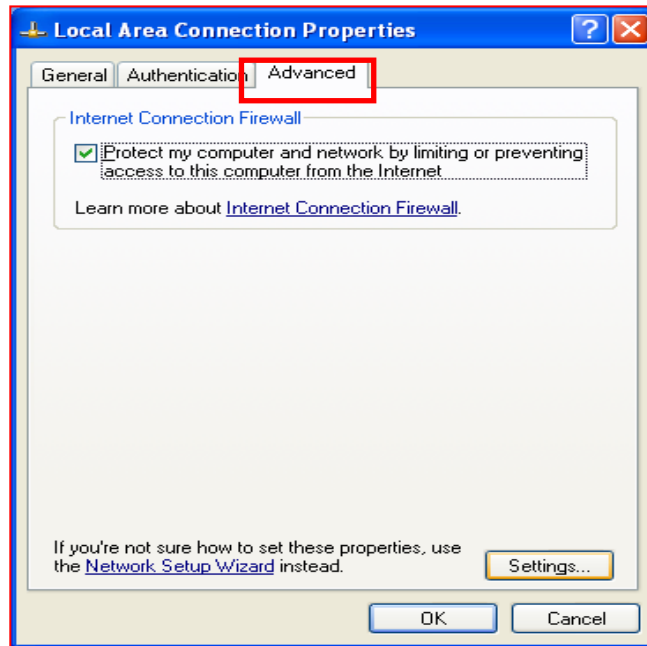 Local Area Connection Properties
General Authentication Advanced
Internet Connection Firewall
Protect my computer and network by limiting or preventing
access to this computer from the Internet
Learn more about Internet Connection Firewall.
If you're not sure how to set these properties, use
the Network Setup Wizard instead.
Settings...
OK Cancel